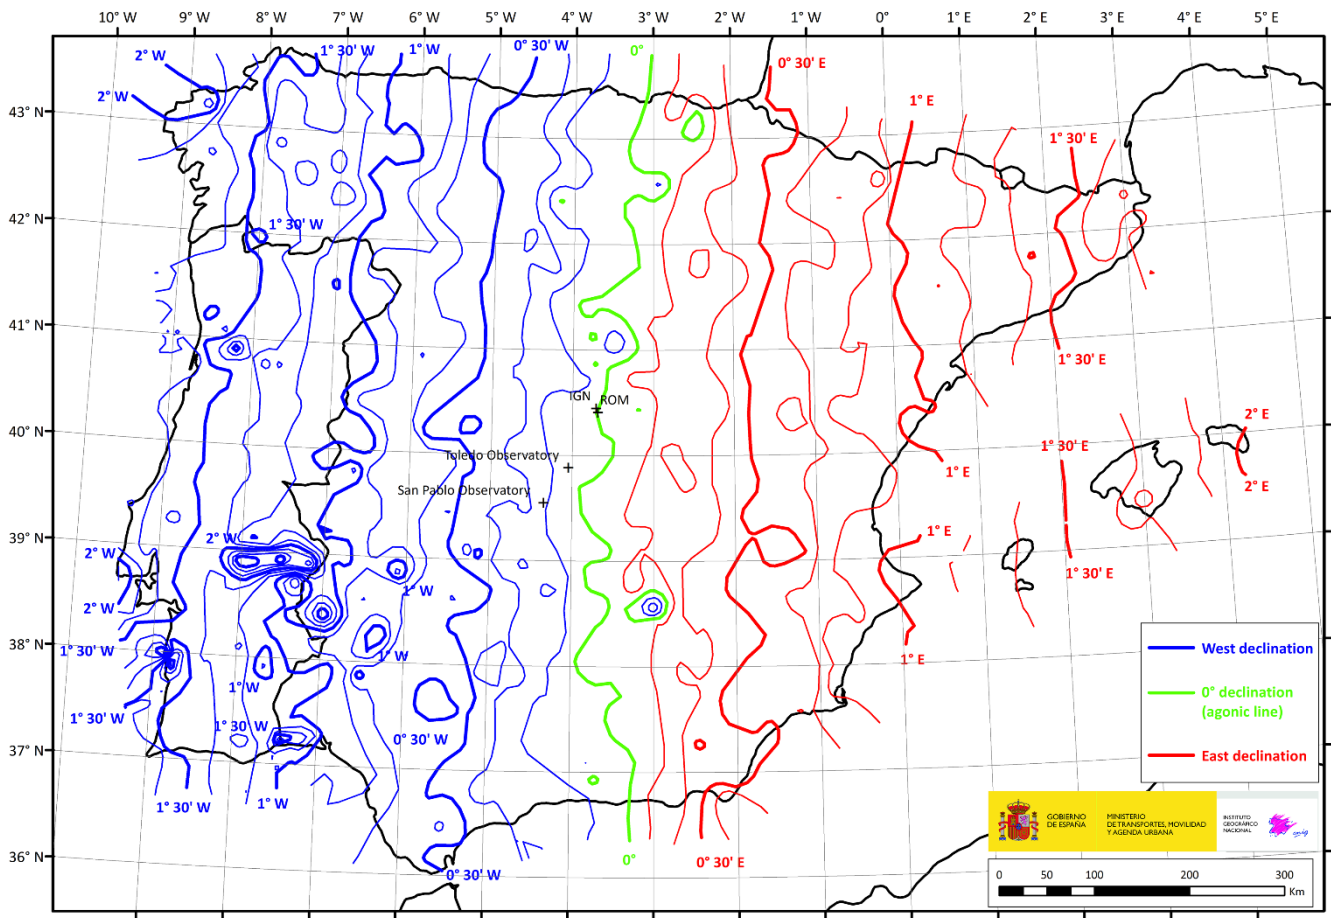 10° W 9° W 8° W 7° W 6° W 5° W 4° W 3° W 2° W 1° W 0° 1° E 2° E 3° E 4° E 5° E
2° W 1° 30' W 1° W 0° 30' W 0° 0° 30' E
2° W
1° E
43° N
1° 30' E
42° N
1° 30' W
41° N
1° 30' E
IGN ROM
2° E
40° N
1° 30' E
Toledo Observatory
1° E
2° E
San Pablo Observatory
39° N
2° W
1° E
2° W
1° 30' E
1° W
2° W
38° N
1° 30' W
1° W
1° E
West declination
1° W
0° declination
(agonic line)
1° 30' W
1° 30' W
0° 30' W
37° N
East declination
1° 30' W
1° W
GOBIERNO
DE ESPAÑA
MINISTERIO
DE TRANSPORTES, MOVILIDAD
Y AGENDA URBANA
INSTITUTO
GEOGRÁFICO
NACIONAL
36° N
0° 30' W
0°
0° 30' E
0 50 100 200 300
Km